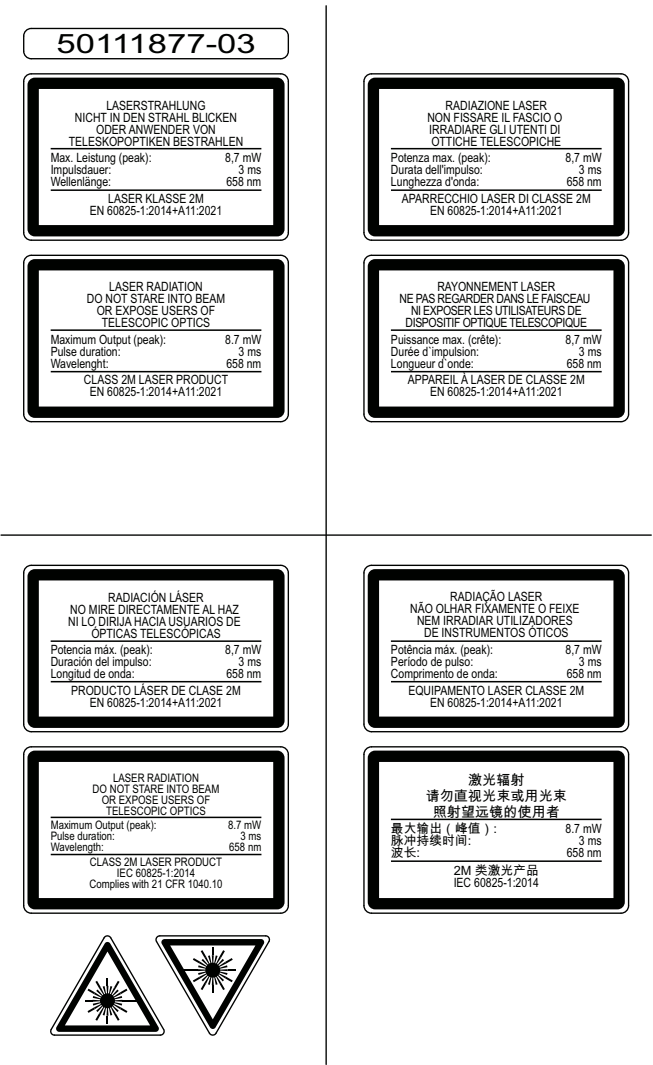 50111877-03
LASERSTRAHLUNG
NICHT IN DEN STRAHL BLICKEN
ODER ANWENDER VON
TELESKOPOPTIKEN BESTRAHLEN
Max. Leistung (peak): 8,7 mW
Impulsdauer: 3 ms
Wellenlänge: 658 nm
LASER KLASSE 2M
EN 60825-1:2014+A11:2021
LASER RADIATION
DO NOT STARE INTO BEAM
OR EXPOSE USERS OF
TELESCOPIC OPTICS
Maximum Output (peak): 8.7 mW
Pulse duration: 3 ms
Wavelenght: 658 nm
CLASS 2M LASER PRODUCT
EN 60825-1:2014+A11:2021
RADIAZIONE LASER
NON FISSARE IL FASCIO O
IRRADIARE GLI UTENTI DI
OTTICHE TELESCOPICHE
Potenza max. (peak): 8,7 mW
Durata dell'impulso: 3 ms
Lunghezza d'onda: 658 nm
APARRECCHIO LASER DI CLASSE 2M
EN 60825-1:2014+A11:2021
RAYONNEMENT LASER
NE PAS REGARDER DANS LE FAISCEAU
NI EXPOSER LES UTILISATEURS DE
DISPOSITIF OPTIQUE TELESCOPIQUE
Puissance max. (crête): 8,7 mW
Durée d`impulsion: 3 ms
Longueur d`onde: 658 nm
APPAREIL À LASER DE CLASSE 2M
EN 60825-1:2014+A11:2021
RADIACIÓN LÁSER
NO MIRE DIRECTAMENTE AL HAZ
NI LO DIRIJA HACIA USUARIOS DE
ÓPTICAS TELESCÓPICAS
Potencia máx. (peak): 8,7 mW
Duración del impulso: 3 ms
Longitud de onda: 658 nm
PRODUCTO LÁSER DE CLASE 2M
EN 60825-1:2014+A11:2021
LASER RADIATION
DO NOT STARE INTO BEAM
OR EXPOSE USERS OF
TELESCOPIC OPTICS
Maximum Output (peak): 8.7 mW
Pulse duration: 3 ms
Wavelength: 658 nm
CLASS 2M LASER PRODUCT
IEC 60825-1:2014
Complies with 21 CFR 1040.10
RADIAÇÃO LASER
NÃO OLHAR FIXAMENTE O FEIXE
NEM IRRADIAR UTILIZADORES
DE INSTRUMENTOS ÓTICOS
Potência máx. (peak): 8,7 mW
Período de pulso: 3 ms
Comprimento de onda: 658 nm
EQUIPAMENTO LASER CLASSE 2M
EN 60825-1:2014+A11:2021
激光辐射
请勿直视光束或用光束
照射望远镜的使用者
最大输出（峰值）: 8.7 mW
脉冲持续时间: 3 ms
波长: 658 nm
2M 类激光产品
IEC 60825-1:2014